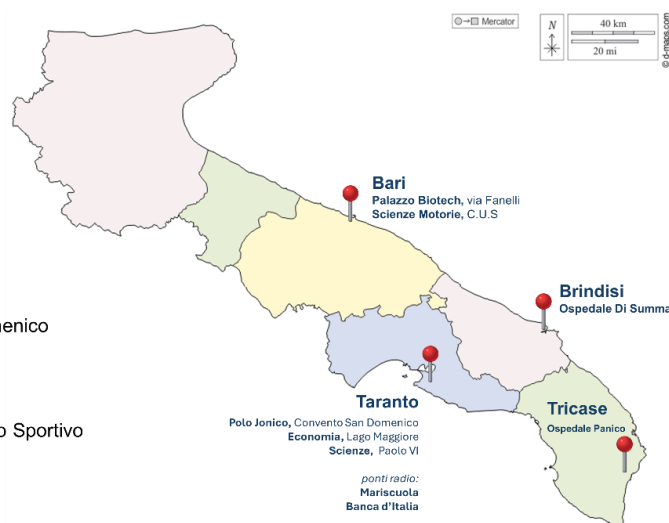 Mercator
N
40 km
20 mi
© d-maps.com
Bari
Palazzo Biotech, via Fanelli
Scienze Motorie, C.U.S
Brindisi
Ospedale Di Summa
enico
o Sportivo
Taranto
Polo Jonico, Convento San Domenico
Economia, Lago Maggiore
Scienze, Paolo VI
ponti radio:
Mariscuola
Banca d'Italia
Tricase
Ospedale Panico